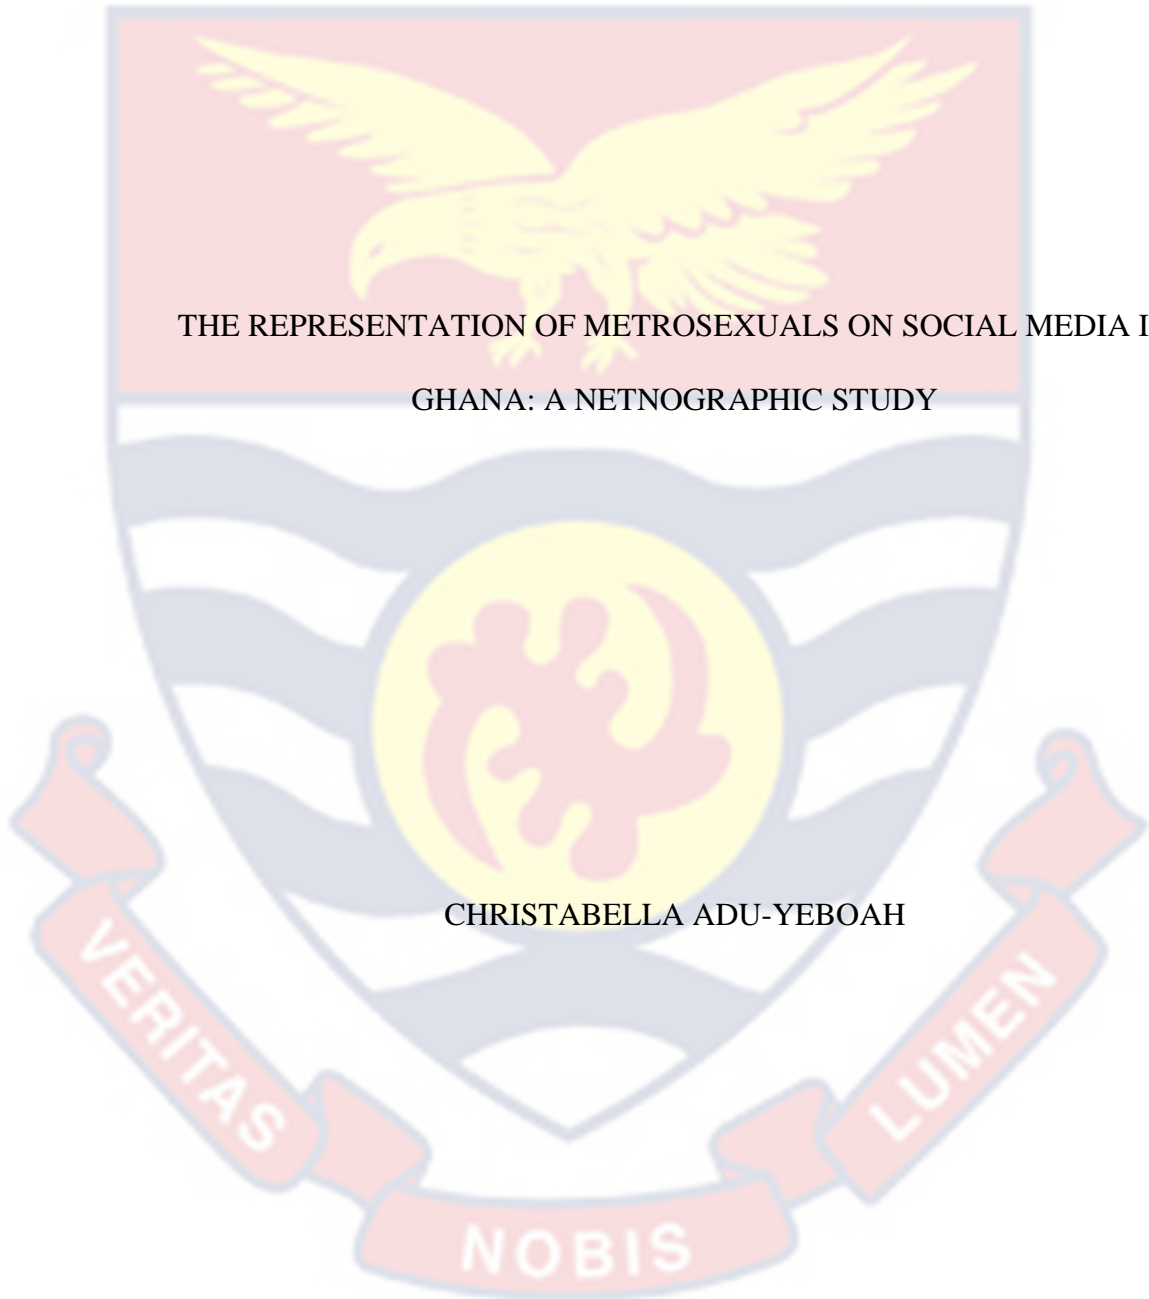 THE REPRESENTATION OF METROSEXUALS ON SOCIAL MEDIA I
GHANA: A NETNOGRAPHIC STUDY
CHRISTABELLA ADU-YEBOAH
VERITAS
NOBIS
LUMEN